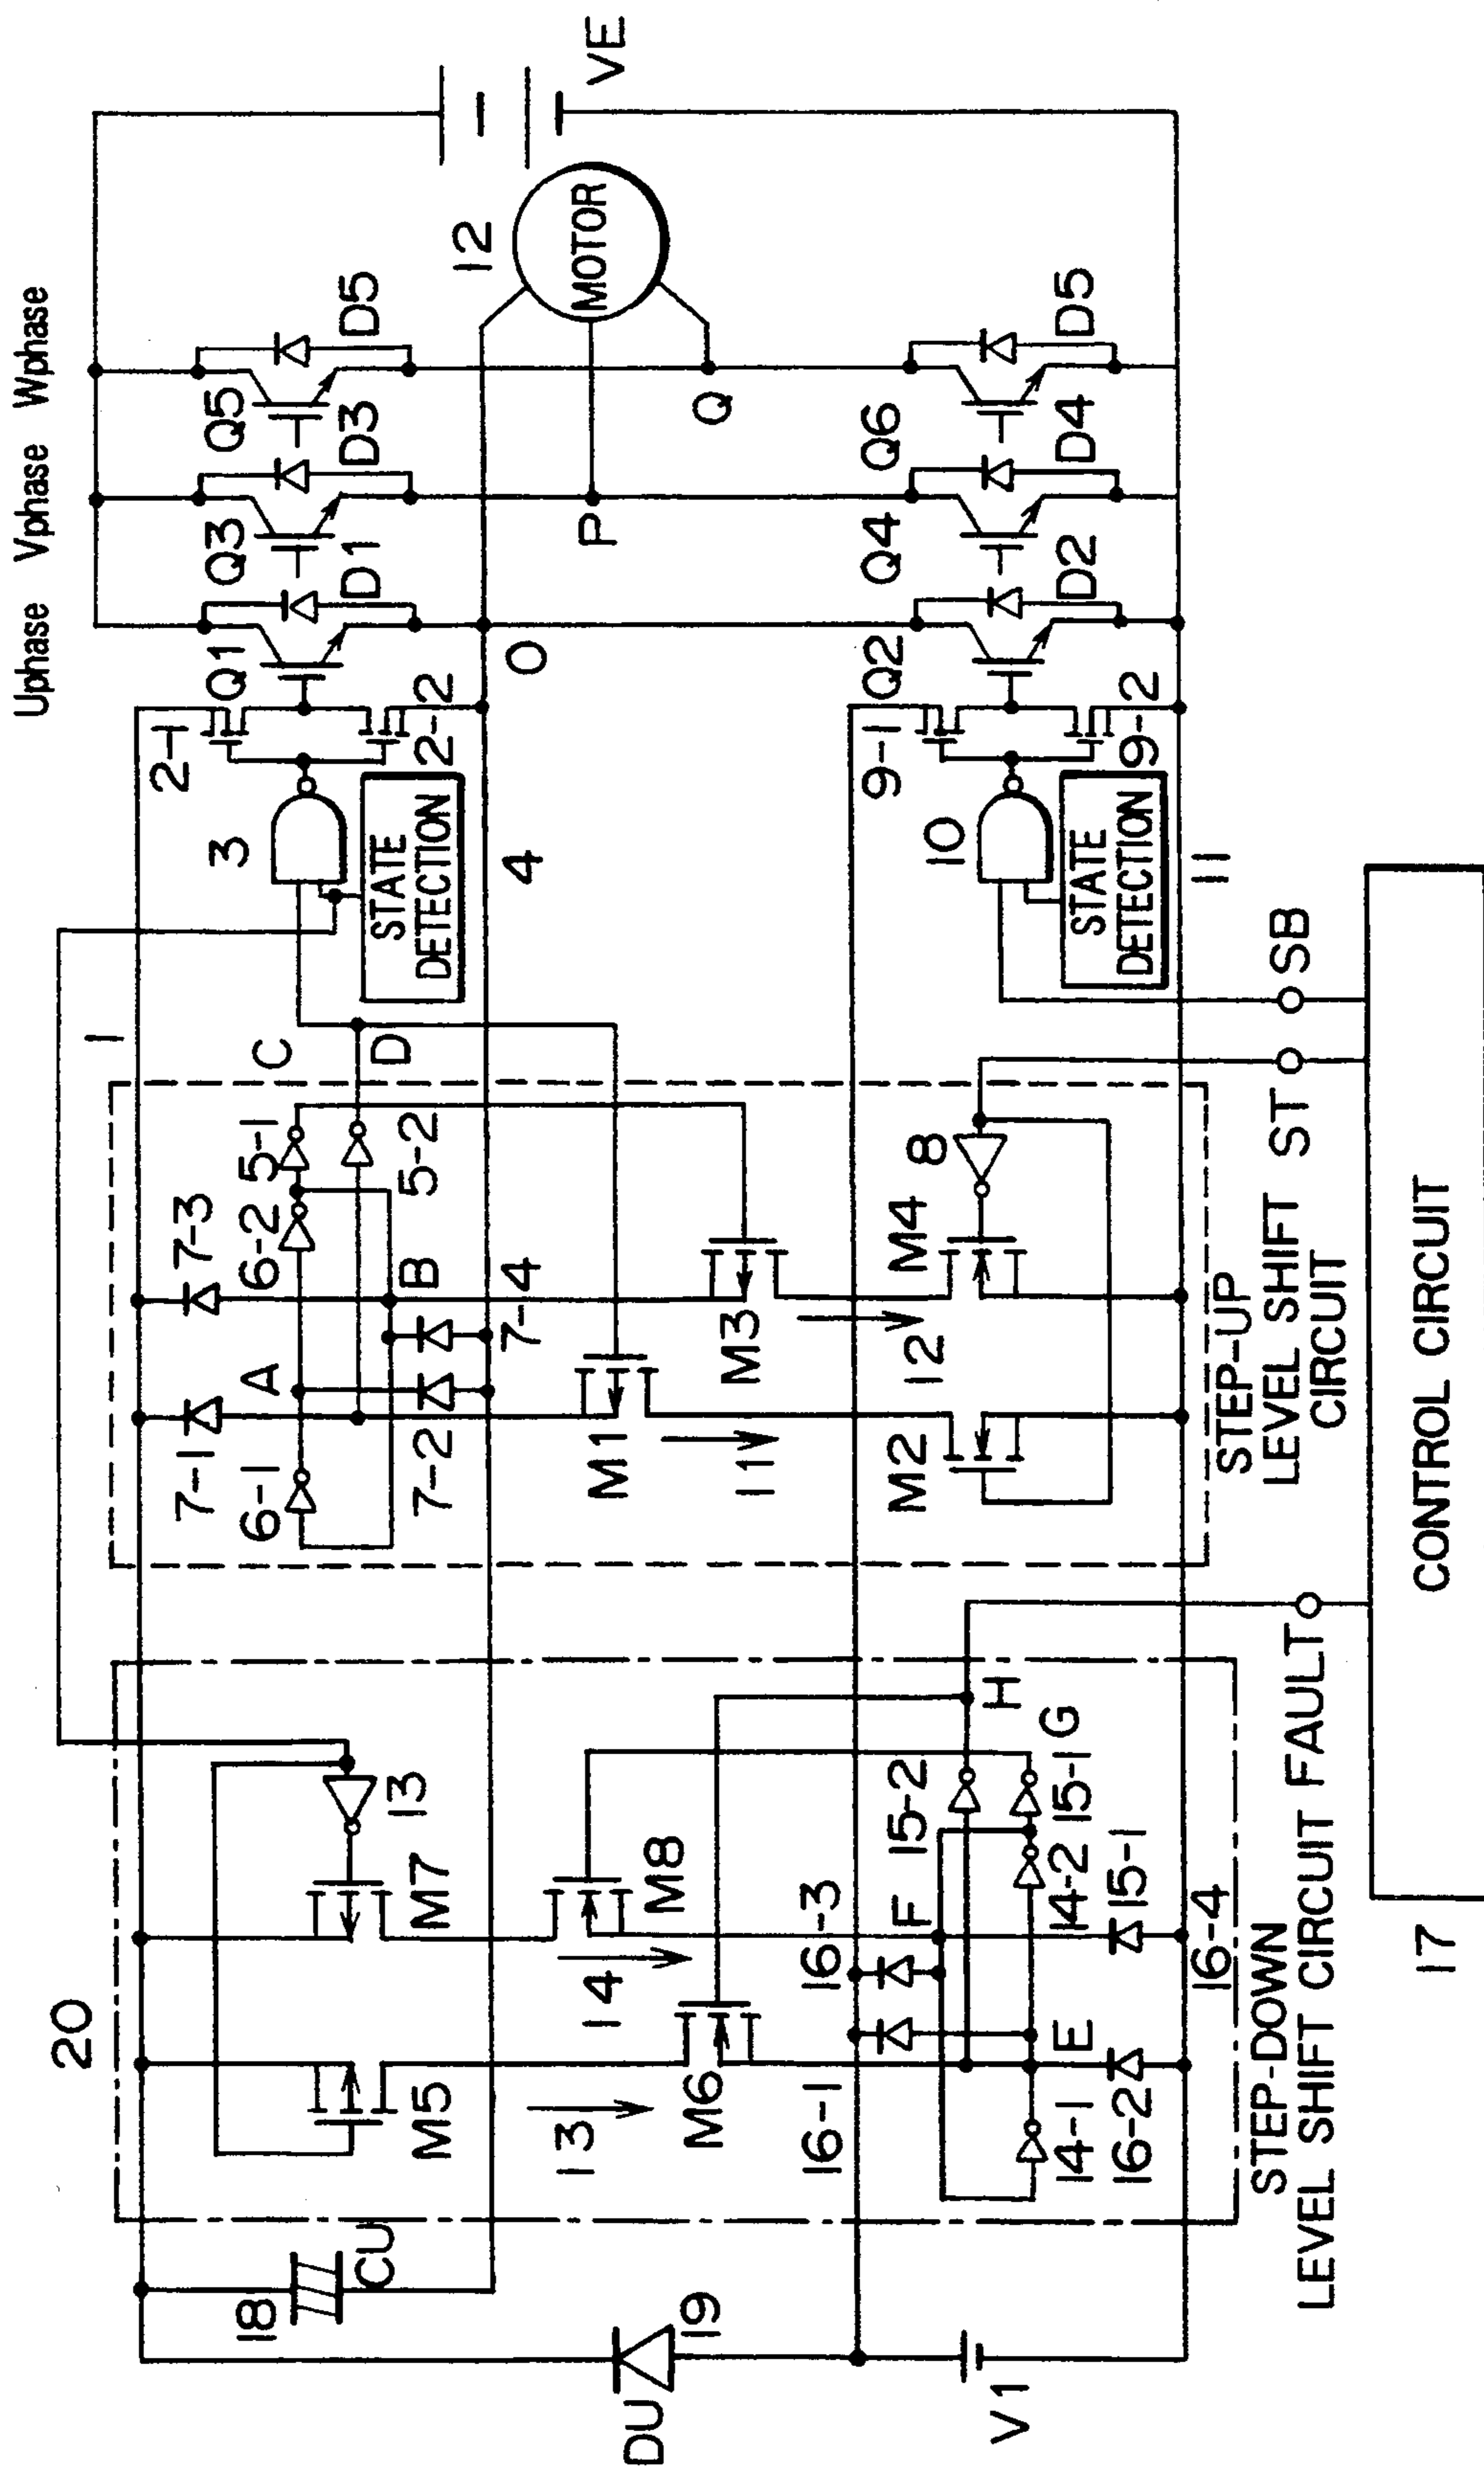 Uphase Vphase Wphase
20
1
18
CU
DU
19
V1
M5
13
M7
13
14
M8
M6
16-1
16-3
F
15-2
H
G
15-1
14-2
15-1
E
14-1
16-2
16-4
STEP-DOWN
LEVEL SHIFT CIRCUIT FAULT
7-1
7-3
6-1
A
6-2
5-1
C
B
5-2
D
7-2
7-4
M1
M3
11
12
M2
M4
8
STEP-UP
LEVEL SHIFT
CIRCUIT
ST
SB
3
2-1
2-2
STATE
DETECTION
4
9-1
9-2
10
STATE
DETECTION
11
Q1
D1
Q3
D3
Q5
D5
O
P
Q
Q2
D2
Q4
D4
Q6
D5
12
MOTOR
VE
17
CONTROL CIRCUIT